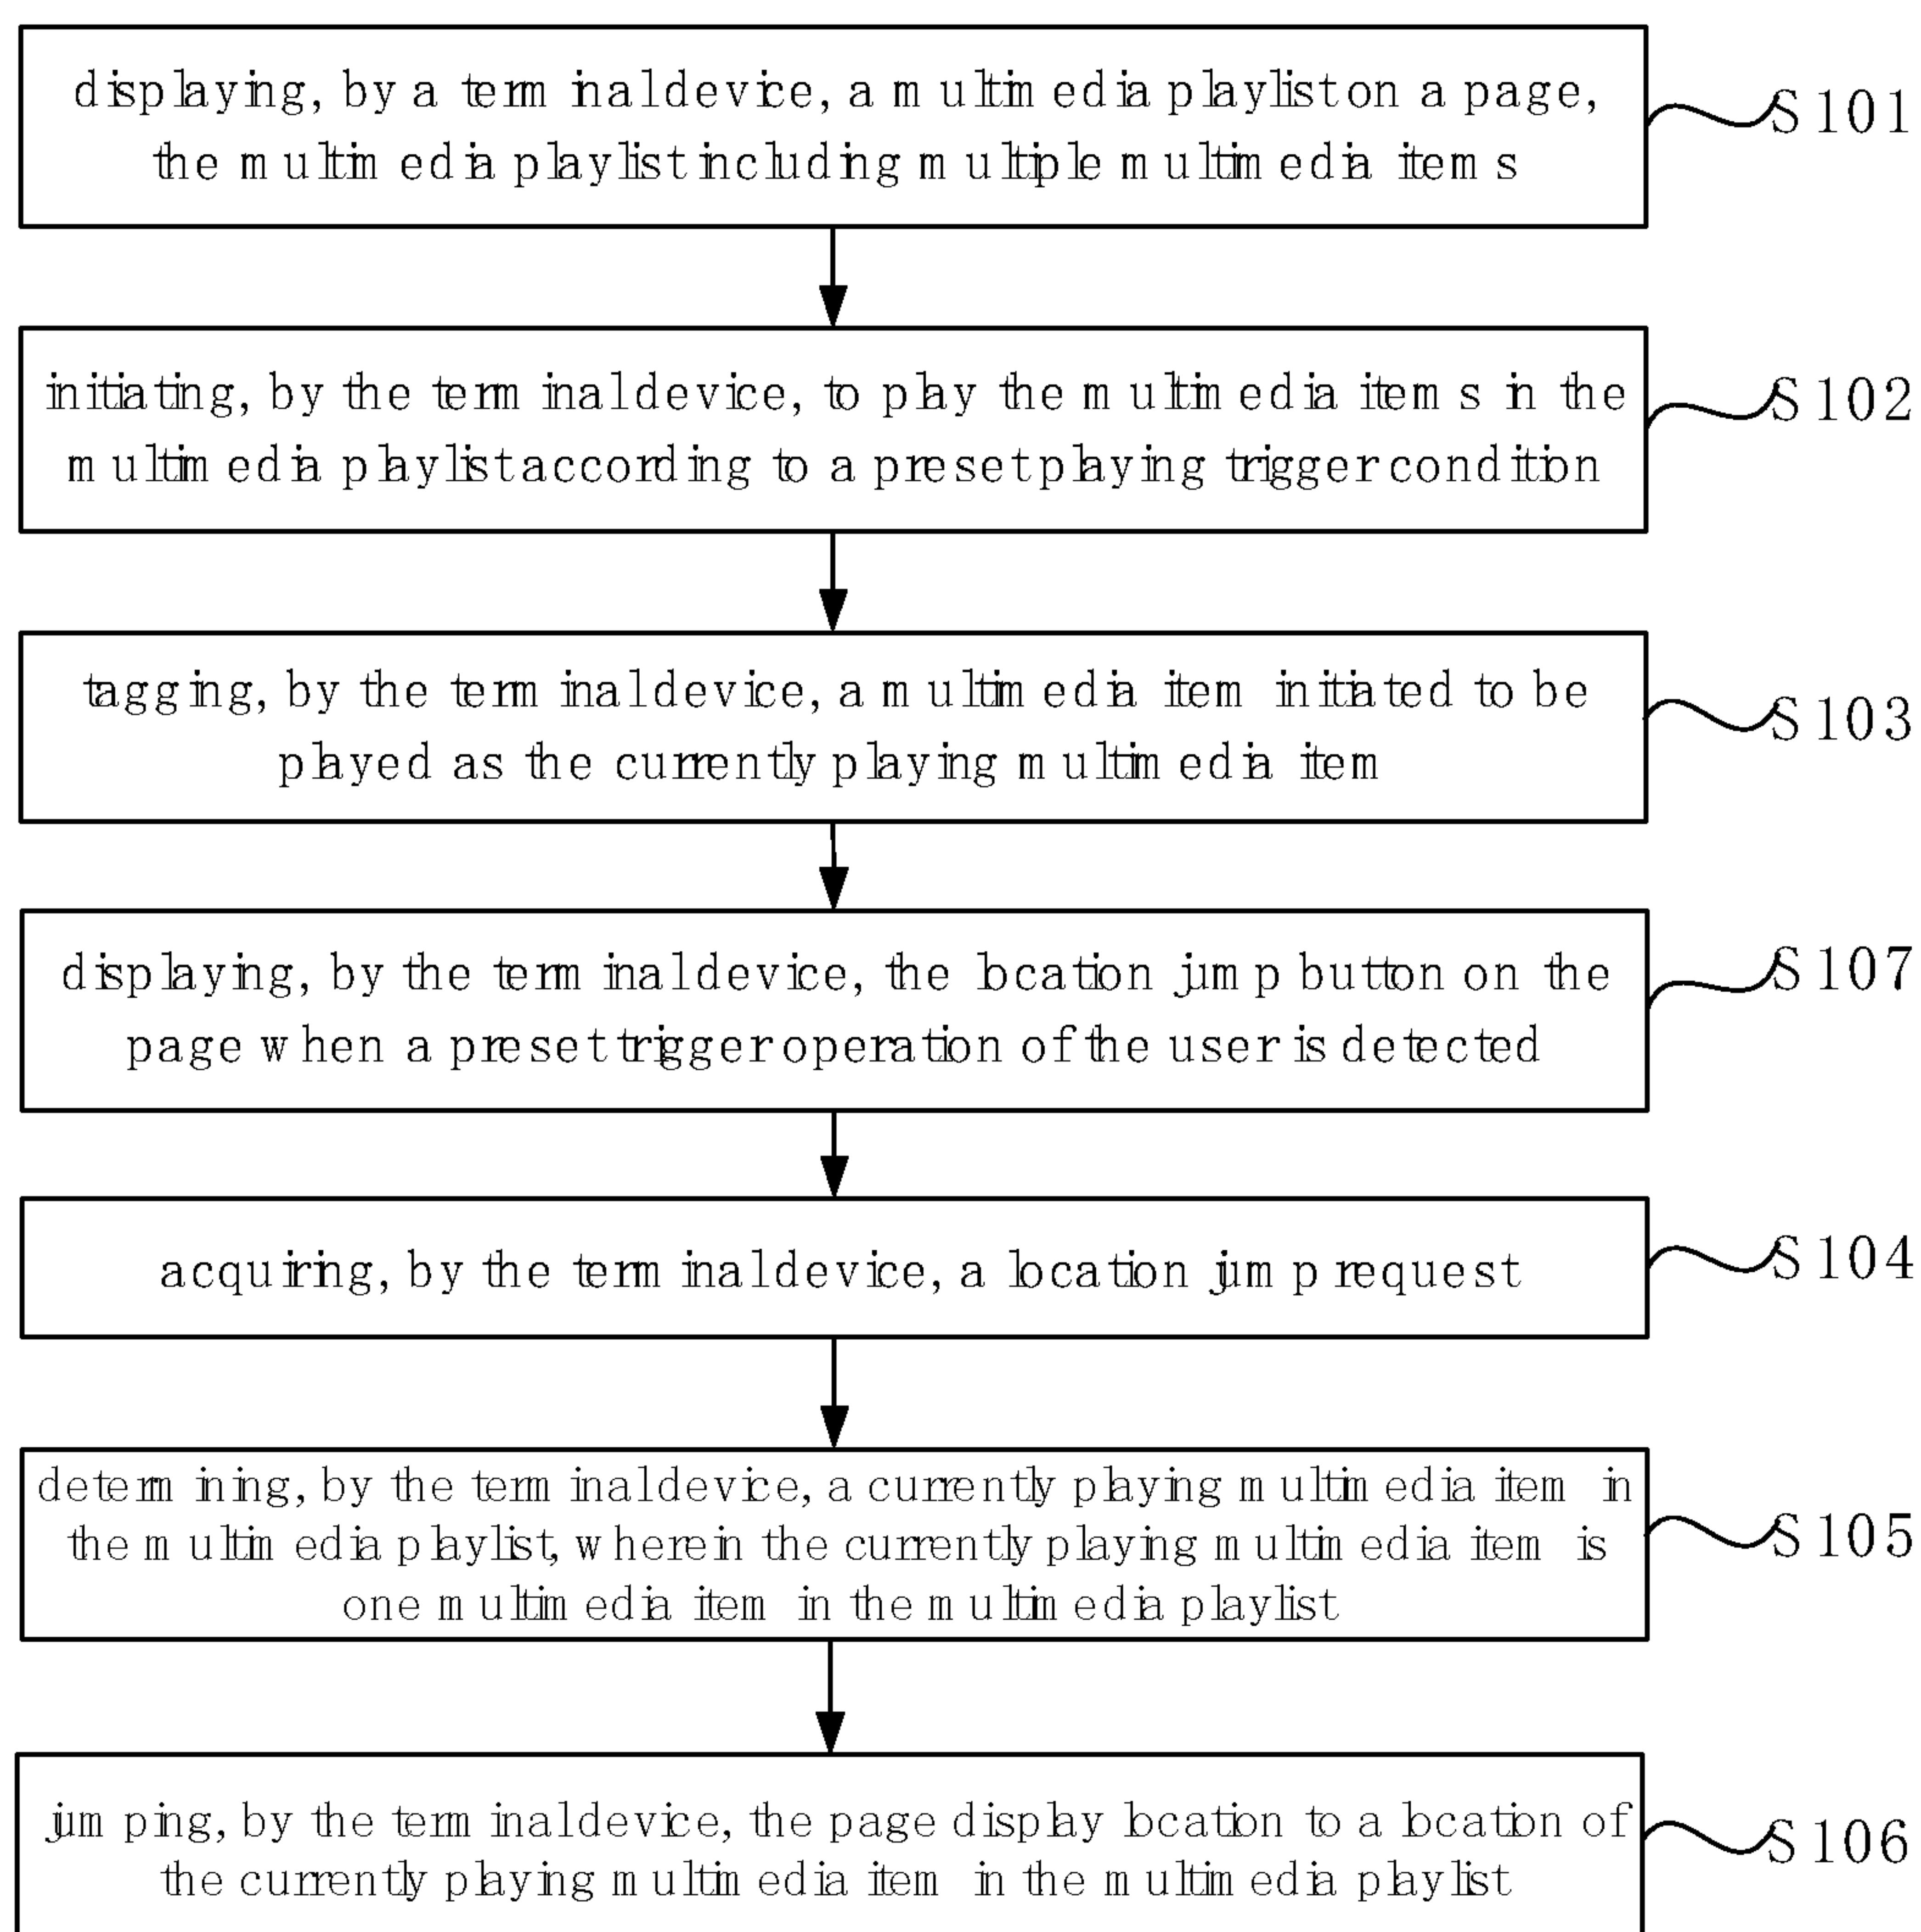 displaying, by a terminal device, a multimedia playlist on a page,
the multimedia playlist including multiple multimedia items
S101
initiating, by the terminal device, to play the multimedia items in the
multimedia playlist according to a preset playing trigger condition
S102
tagging, by the terminal device, a multimedia item initiated to be
played as the currently playing multimedia item
S103
displaying, by the terminal device, the location jump button on the
page when a preset trigger operation of the user is detected
S107
acquiring, by the terminal device, a location jump request
S104
determining, by the terminal device, a currently playing multimedia item in
the multimedia playlist, wherein the currently playing multimedia item is
one multimedia item in the multimedia playlist
S105
jumping, by the terminal device, the page display location to a location of
the currently playing multimedia item in the multimedia playlist
S106